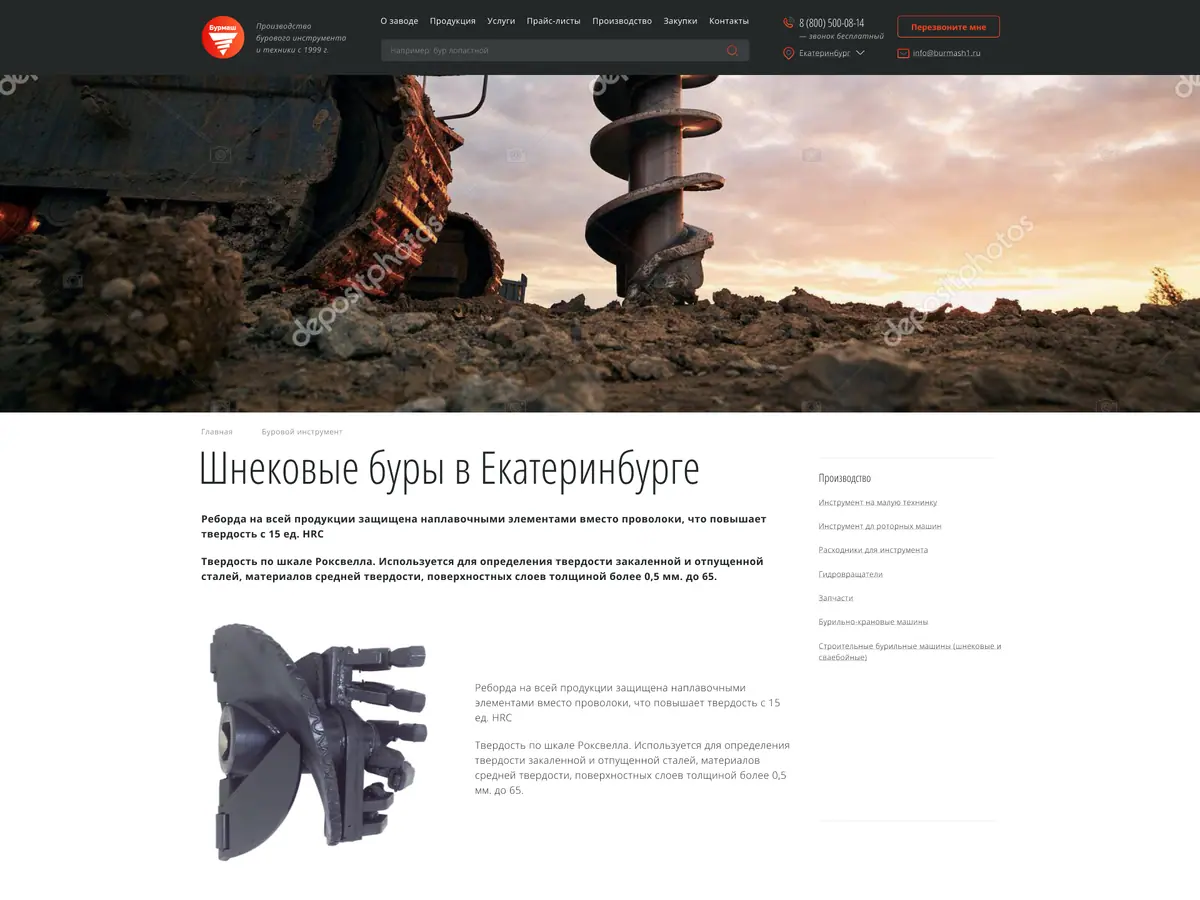 Бурмаш
Производство
бурового инструмента
и техники с 1999 г.
О заводе Продукция Услуги Прайс-листы Производство Закупки Контакты
Например: бур лопастной
8 (800) 500-08-14
— звонок бесплатный
Екатеринбург
Перезвоните мне
info@burmash1.ru
depositphotos
depositphotos
Главная Буровой инструмент
Шнековые буры в Екатеринбурге
Реборда на всей продукции защищена наплавочными элементами вместо проволоки, что повышает
твердость с 15 ед. HRC
Твердость по шкале Роксвелла. Используется для определения твердости закаленной и отпущенной
сталей, материалов средней твердости, поверхностных слоев толщиной более 0,5 мм. до 65.
Реборда на всей продукции защищена наплавочными
элементами вместо проволоки, что повышает твердость с 15
ед. HRC
Твердость по шкале Роксвелла. Используется для определения
твердости закаленной и отпущенной сталей, материалов
средней твердости, поверхностных слоев толщиной более 0,5
мм. до 65.
Производство
Инструмент на малую технинку
Инструмент дл роторных машин
Расходники для инструмента
Гидровращатели
Запчасти
Бурильно-крановые машины
Строительные бурильные машины (шнековые и
сваебойные)